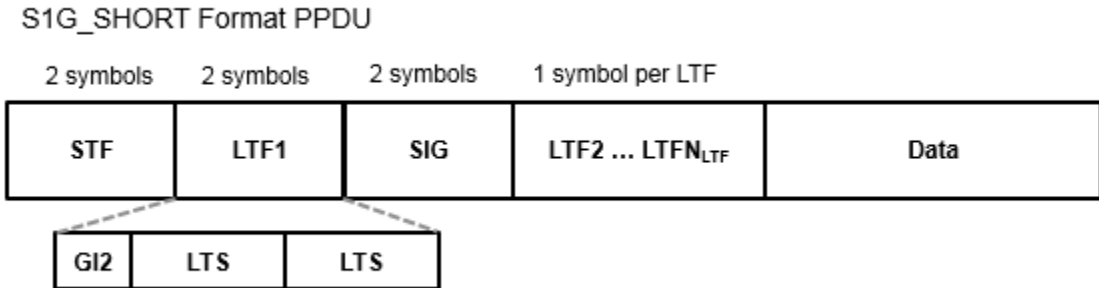 S1G_SHORT Format PPDU
2 symbols 2 symbols 2 symbols 1 symbol per LTF
STF LTF1 SIG LTF2 ... LTFN_LTF Data
GI2 LTS LTS